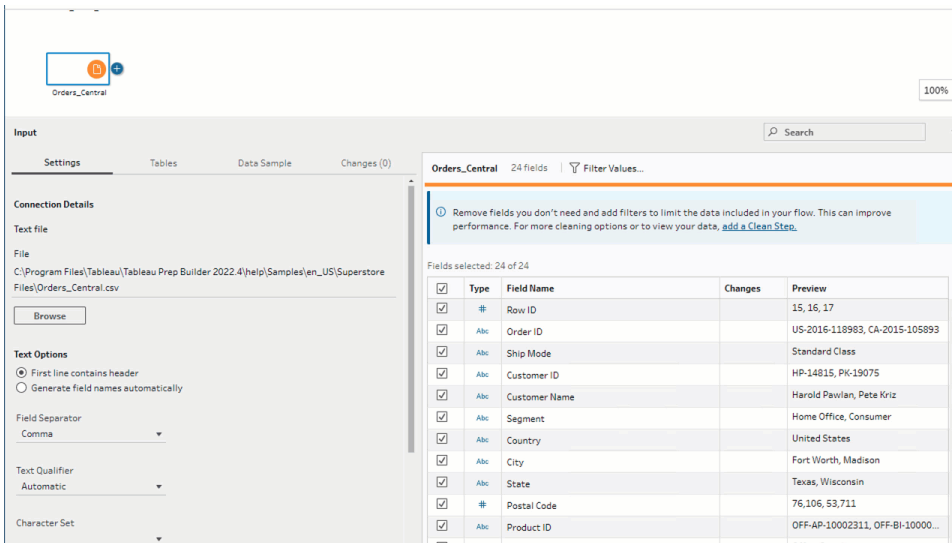 Orders_Central
100%
Input
Search
Settings Tables Data Sample Changes (0)
Connection Details
Text file
File
C:\Program Files\Tableau\Tableau Prep Builder 2022.4\help\Samples\en_US\Superstore
Files\Orders_Central.csv
Browse
Text Options
First line contains header
Generate field names automatically
Field Separator
Comma
Text Qualifier
Automatic
Character Set
Orders_Central 24 fields Filter Values...
Remove fields you don't need and add filters to limit the data included in your flow. This can improve
performance. For more cleaning options or to view your data, add a Clean Step.
Fields selected: 24 of 24
Type Field Name Changes Preview
# Row ID 15, 16, 17
Abc Order ID US-2016-118983, CA-2015-105893
Abc Ship Mode Standard Class
Abc Customer ID HP-14815, PK-19075
Abc Customer Name Harold Pawlan, Pete Kriz
Abc Segment Home Office, Consumer
Abc Country United States
Abc City Fort Worth, Madison
Abc State Texas, Wisconsin
# Postal Code 76,106, 53,711
Abc Product ID OFF-AP-10002311, OFF-BI-10000...